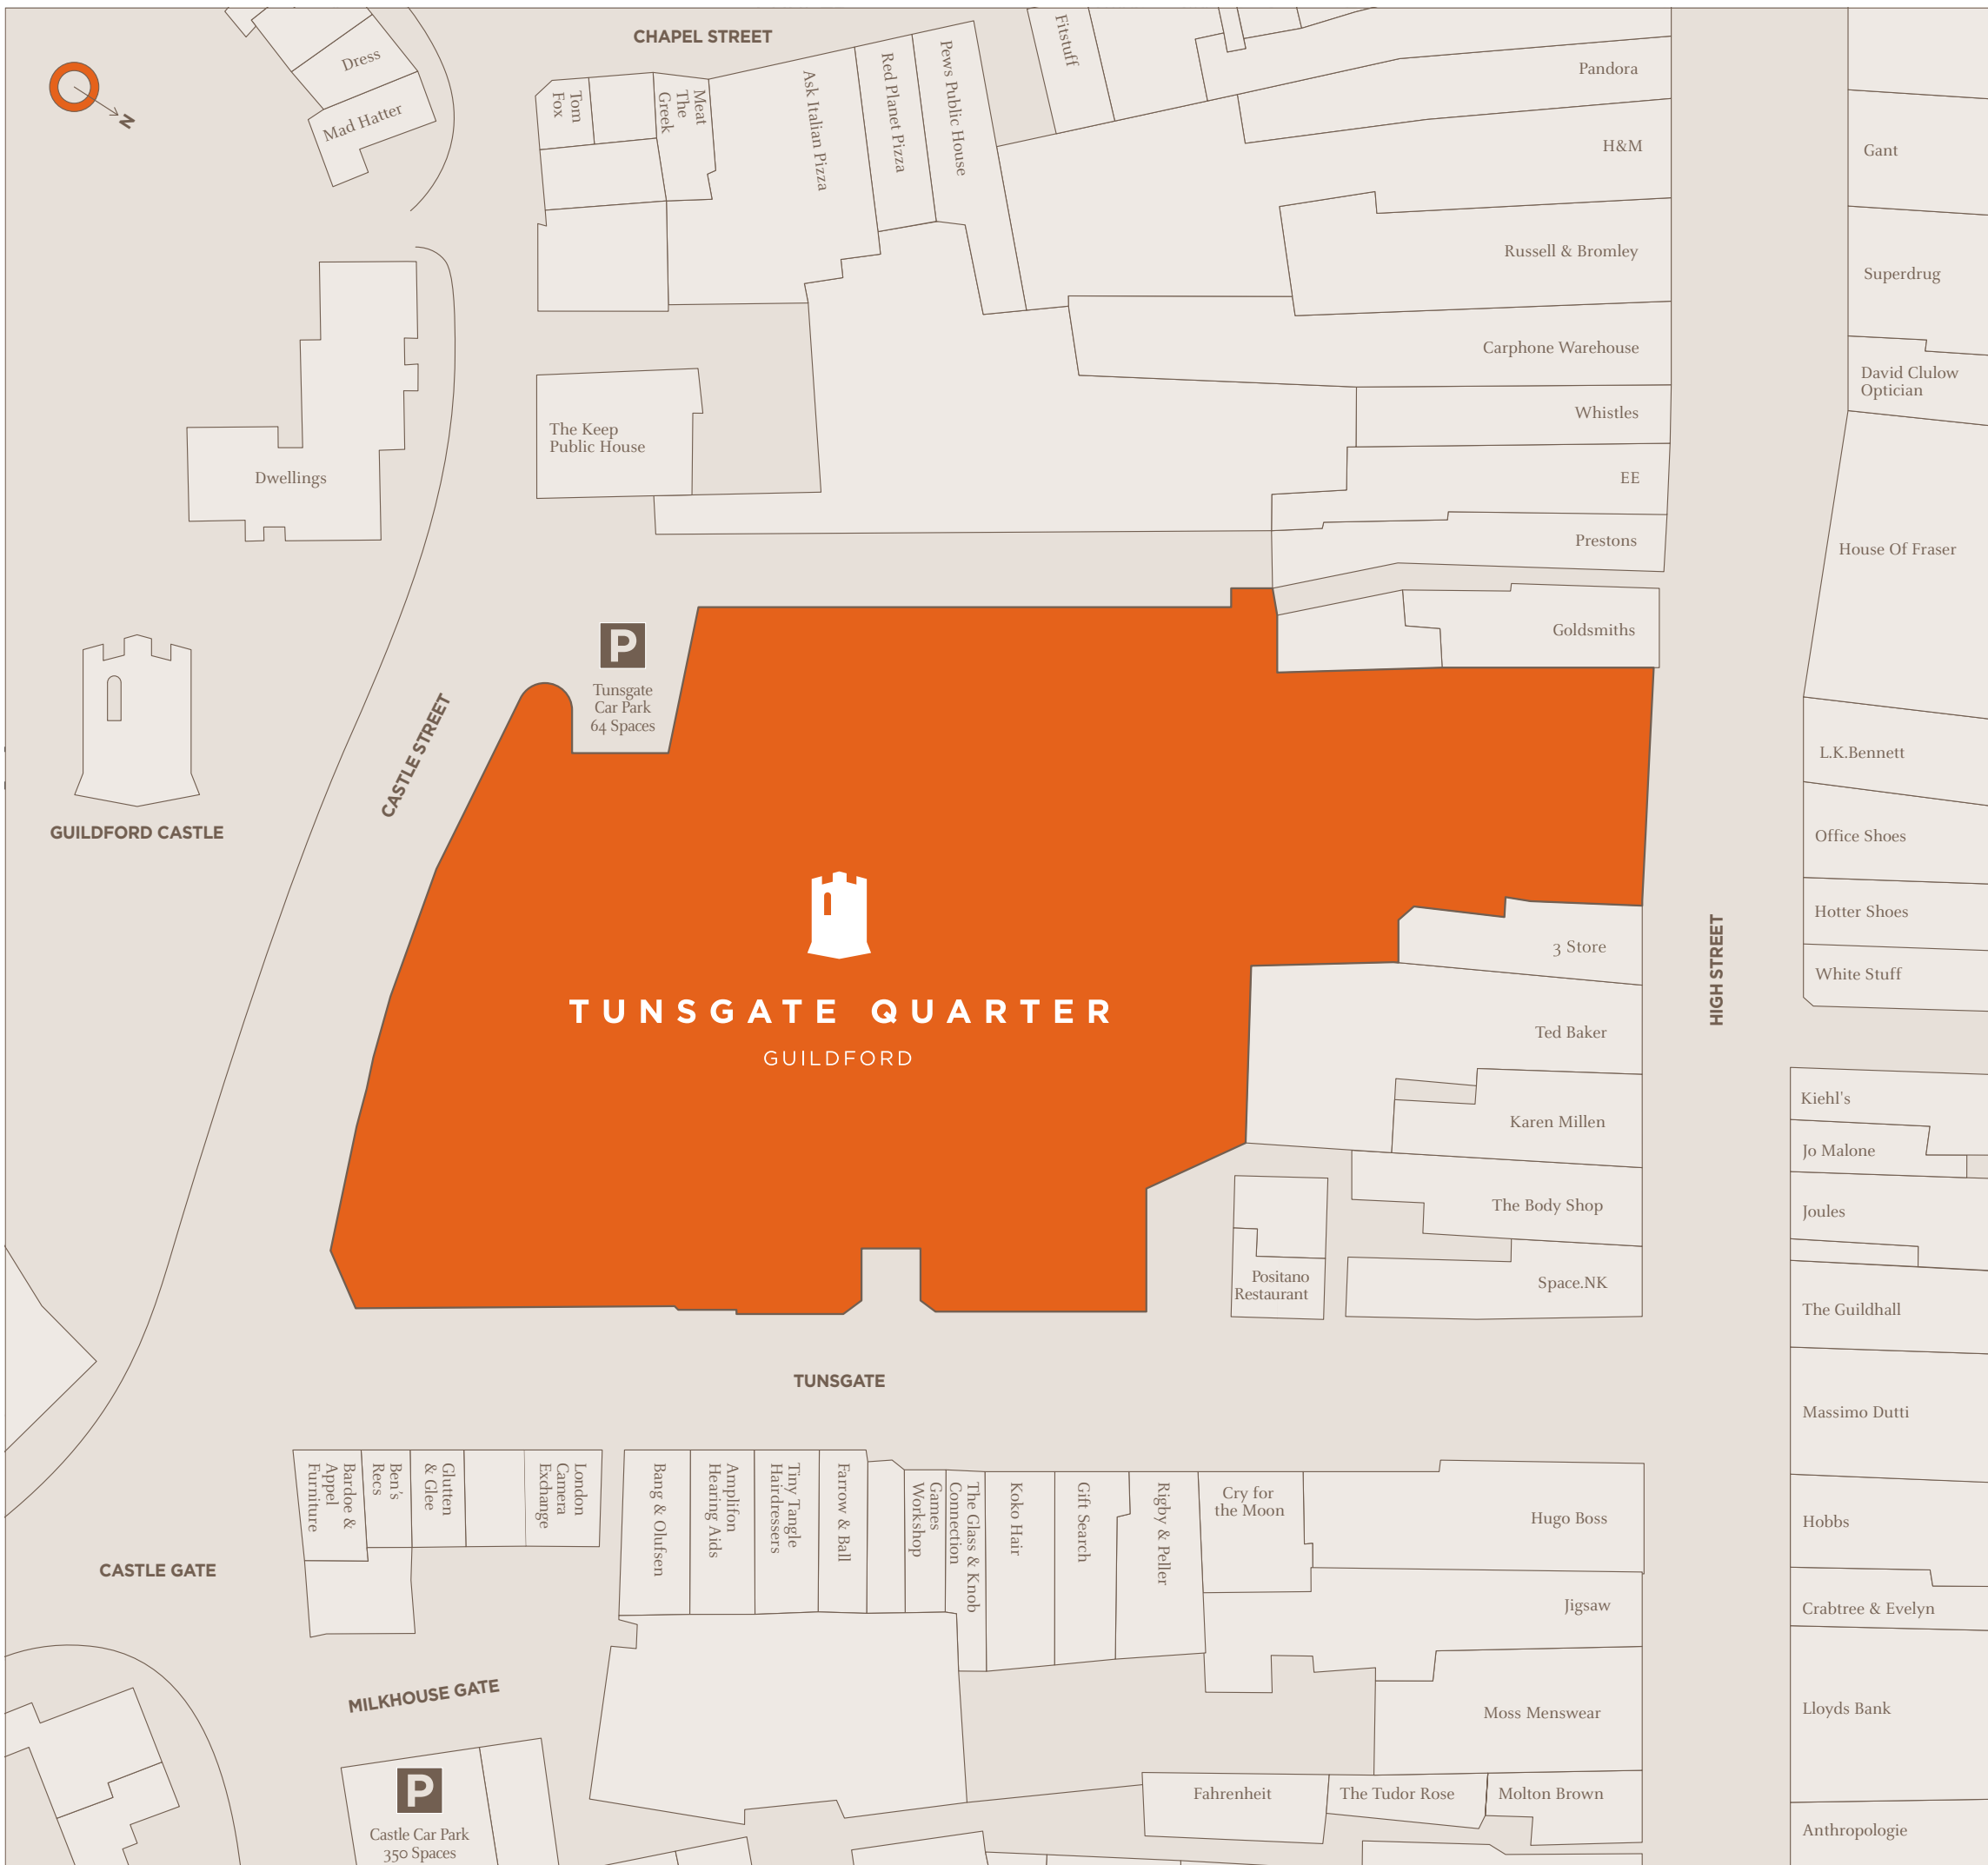 CHAPEL STREET
Dress
Mad Hatter
N
Tom
Fox
Meat
The
Greek
Ask Italian Pizza
Red Planet Pizza
Pews Public House
Fitstuff
Pandora
H&M
Russell & Bromley
Carphone Warehouse
Whistles
EE
Prestons
Goldsmiths
Gant
Superdrug
David Clulow
Optician
House Of Fraser
L.K.Bennett
Office Shoes
Hotter Shoes
White Stuff
The Keep
Public House
Dwellings
P
Tunsgate
Car Park
64 Spaces
CASTLE STREET
GUILDFORD CASTLE
TUNSGATE QUARTER
GUILDFORD
3 Store
Ted Baker
Karen Millen
The Body Shop
Space.NK
Positano
Restaurant
HIGH STREET
Kiehl's
Jo Malone
Joules
The Guildhall
Massimo Dutti
Hobbs
Crabtree & Evelyn
Lloyds Bank
Anthropologie
TUNSGATE
Bardoe &
Appel
Furniture
Ben's
Recs
Glutten
& Glee
London
Camera
Exchange
Bang & Olufsen
Amplifon
Hearing Aids
Tiny Tangle
Hairdressers
Farrow & Ball
Games
Workshop
The Glass & Knob
Connection
Koko Hair
Gift Search
Rigby & Peller
Cry for
the Moon
Hugo Boss
Jigsaw
Moss Menswear
Fahrenheit
The Tudor Rose
Molton Brown
CASTLE GATE
MILKHOUSE GATE
P
Castle Car Park
350 Spaces